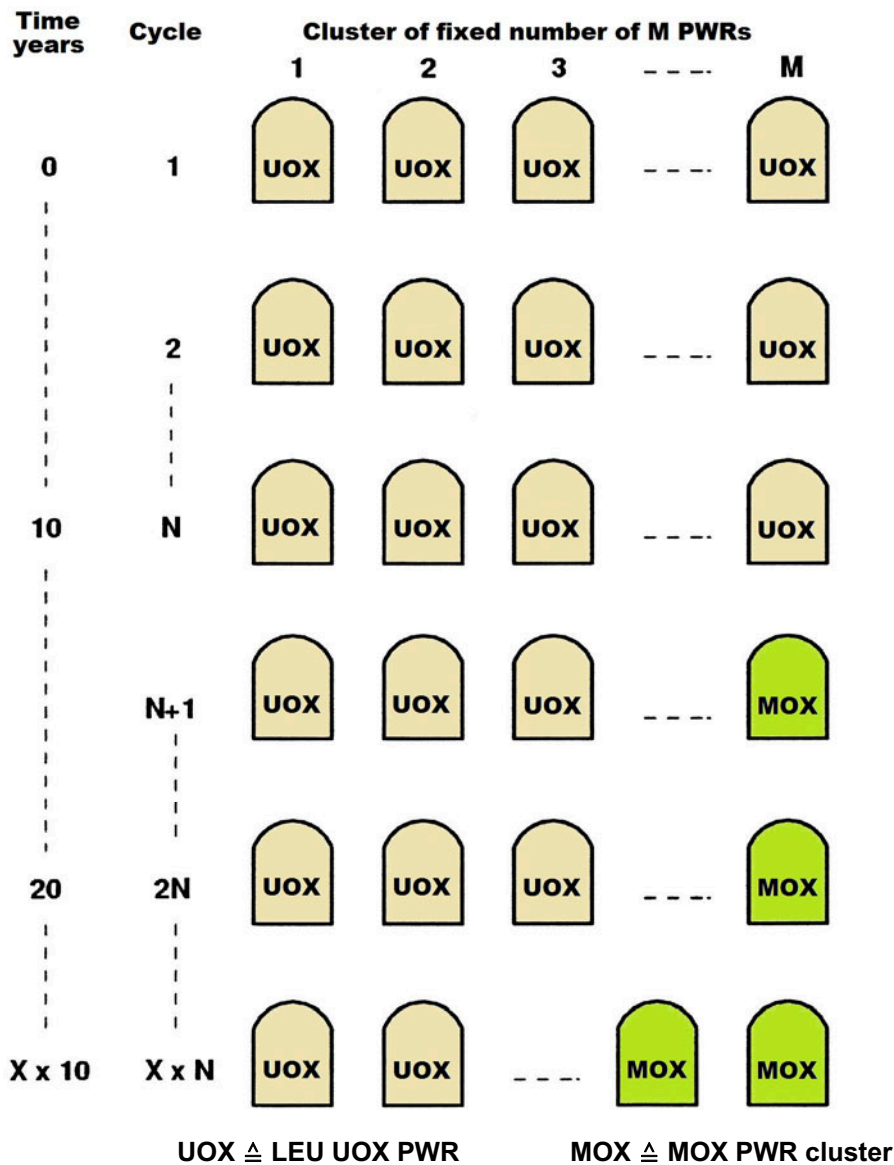 Time years Cycle Cluster of fixed number of M PWRs
1 2 3 M
UOX UOX UOX UOX
0 1
UOX UOX UOX UOX
2
UOX UOX UOX UOX
10 N
UOX UOX UOX MOX
N+1
UOX UOX UOX MOX
20 2N
UOX UOX MOX MOX
X x 10 X x N
UOX ≙ LEU UOX PWR MOX ≙ MOX PWR cluster